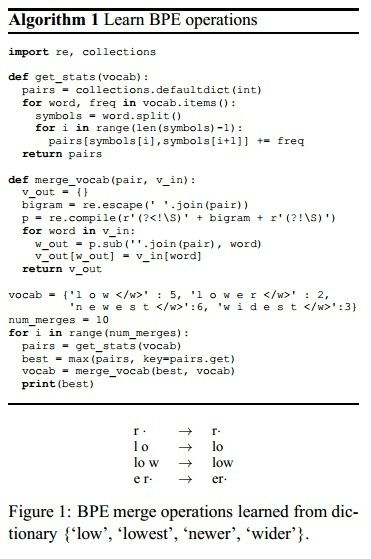 Algorithm 1 Learn BPE operations
import re, collections
def get_stats(vocab):
  pairs = collections.defaultdict(int)
  for word, freq in vocab.items():
    symbols = word.split()
    for i in range(len(symbols)-1):
      pairs[symbols[i],symbols[i+1]] += freq
  return pairs
def merge_vocab(pair, v_in):
  v_out = {}
  bigram = re.escape(' '.join(pair))
  p = re.compile(r'(?<!\S)' + bigram + r'(?!\S)')
  for word in v_in:
    w_out = p.sub(''.join(pair), word)
    v_out[w_out] = v_in[word]
  return v_out
vocab = {'l o w </w>' : 5, 'l o w e r </w>' : 2,
         'n e w e s t </w>':6, 'w i d e s t </w>':3}
num_merges = 10
for i in range(num_merges):
  pairs = get_stats(vocab)
  best = max(pairs, key=pairs.get)
  vocab = merge_vocab(best, vocab)
  print(best)
r · → r·
l o → lo
lo w → low
e r· → er·
Figure 1: BPE merge operations learned from dic-
tionary {‘low’, ‘lowest’, ‘newer’, ‘wider’}.